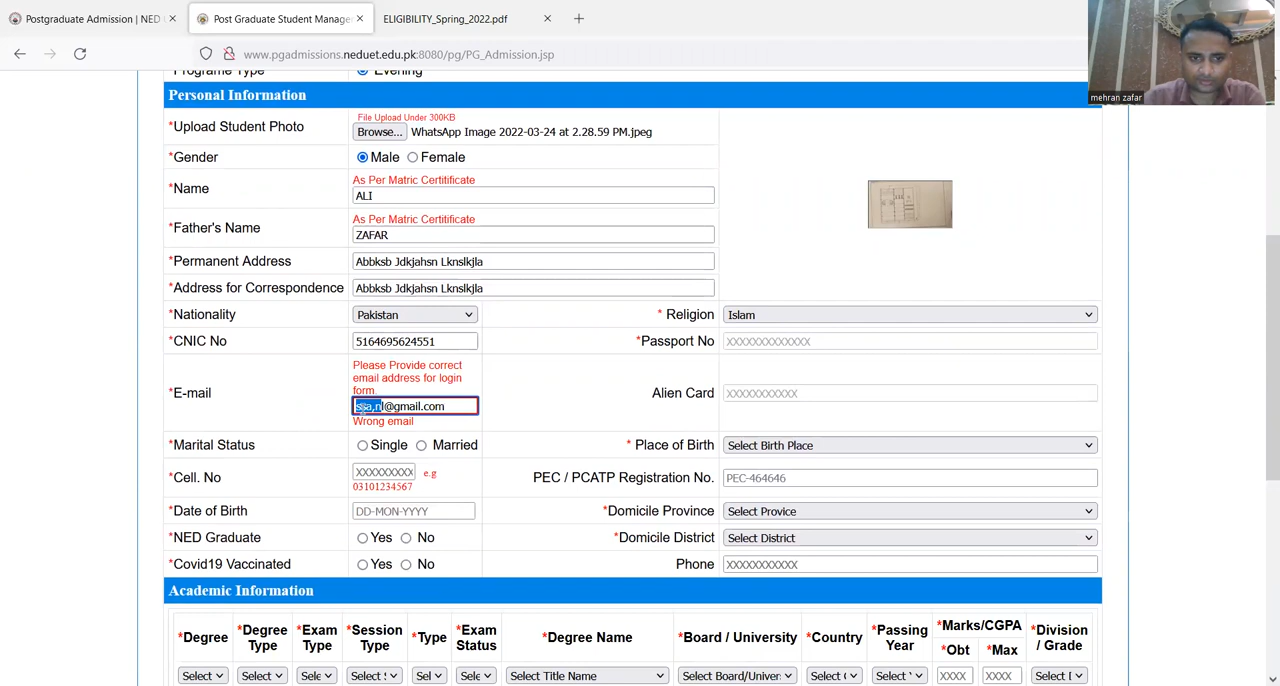 Postgraduate Admission | NED U
Post Graduate Student Manage
ELIGIBILITY_Spring_2022.pdf
www.pgadmissions.neduet.edu.pk:8080/pg/PG_Admission.jsp
mehran zafar
Programe Type Evening
Personal Information
*Upload Student Photo
File Upload Under 300KB
Browse... WhatsApp Image 2022-03-24 at 2.28.59 PM.jpeg
*Gender Male Female
As Per Matric Certitificate
*Name
ALI
As Per Matric Certitificate
*Father's Name
ZAFAR
*Permanent Address Abbksb Jdkjahsn Lknslkjla
*Address for Correspondence Abbksb Jdkjahsn Lknslkjla
*Nationality Pakistan * Religion Islam
*CNIC No 5164695624551 *Passport No XXXXXXXXXXXXX
Please Provide correct
email address for login
form
*E-mail Alien Card XXXXXXXXXXX
@gmail.com
Wrong email
*Marital Status Single Married * Place of Birth Select Birth Place
*Cell. No XXXXXXXXX e.g
03101234567
PEC / PCATP Registration No. PEC-464646
*Date of Birth DD-MON-YYYY *Domicile Province Select Provice
*NED Graduate Yes No *Domicile District Select District
*Covid19 Vaccinated Yes No Phone XXXXXXXXXXX
Academic Information
*Degree *Degree Type *Exam Type *Session Type *Type *Exam Status *Degree Name *Board / University *Country *Passing Year *Marks/CGPA *Division / Grade
*Obt *Max
Select Select Sele Select S Sel Sele Select Title Name Select Board/Univer Select ( Select ' XXXX XXXX Select D